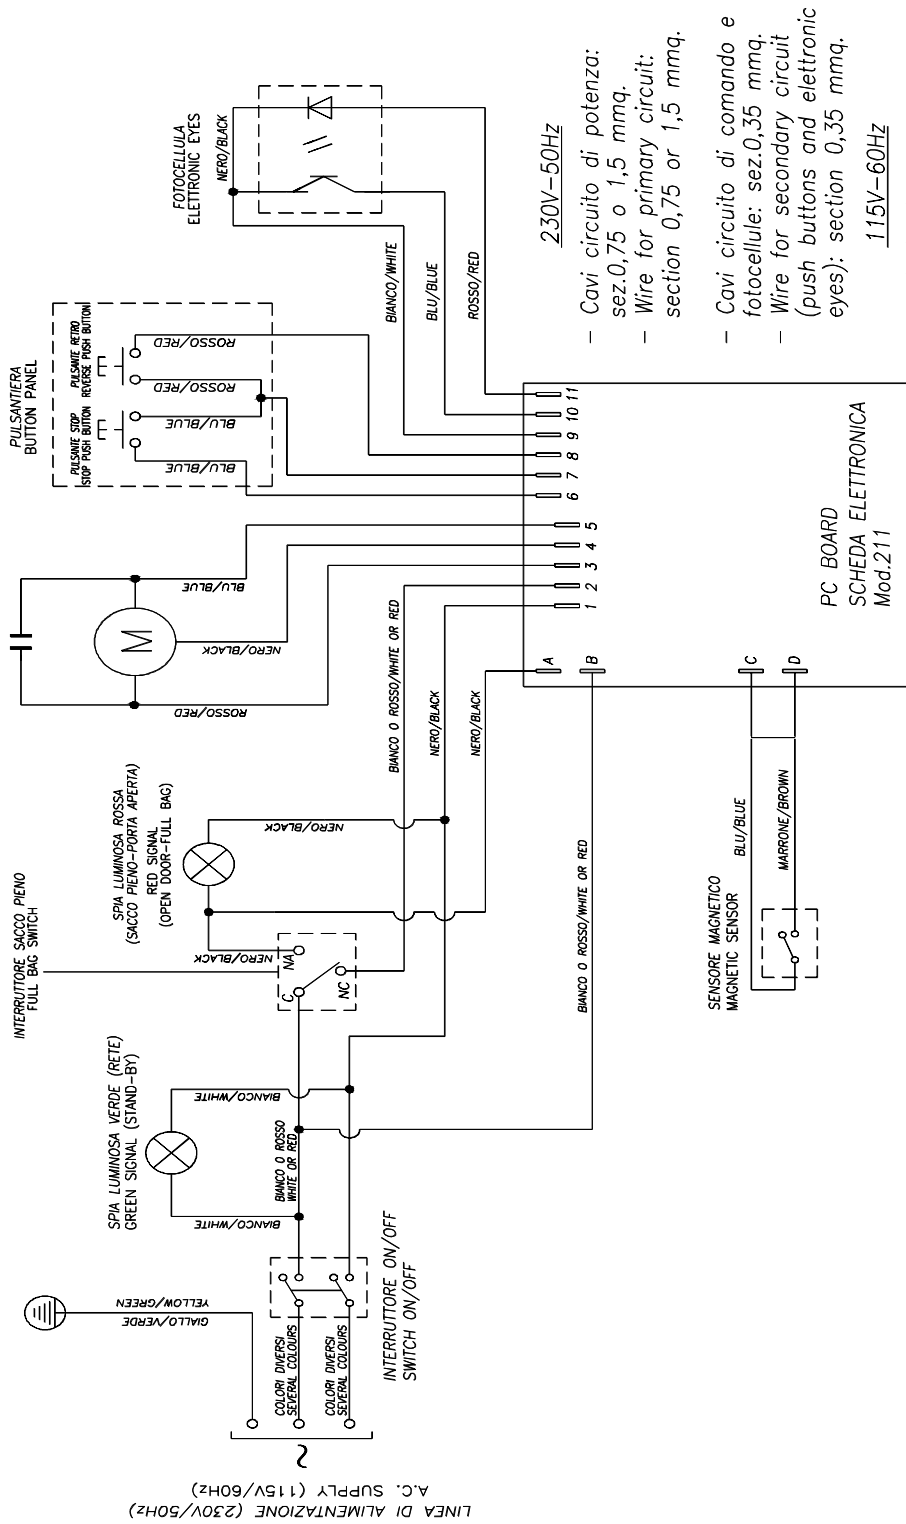 LINEA DI ALIMENTAZIONE (230V/50Hz)
A.C. SUPPLY (115V/60Hz)
~
COLORI DIVERSI
SEVERAL COLOURS
COLORI DIVERSI
SEVERAL COLOURS
GIALLO/VERDE
YELLOW/GREEN
INTERRUTTORE ON/OFF
SWITCH ON/OFF
SPIA LUMINOSA VERDE (RETE)
GREEN SIGNAL (STAND-BY)
BIANCO/WHITE
BIANCO/WHITE
BIANCO O ROSSO
WHITE OR RED
INTERRUTTORE SACCO PIENO
FULL BAG SWITCH
C
NA
NC
NERO/BLACK
SPIA LUMINOSA ROSSA
(SACCO PIENO-PORTA APERTA)
RED SIGNAL
(OPEN DOOR-FULL BAG)
NERO/BLACK
BIANCO O ROSSO/WHITE OR RED
NERO/BLACK
NERO/BLACK
BIANCO O ROSSO/WHITE OR RED
SENSORE MAGNETICO
MAGNETIC SENSOR
BLU/BLUE
MARRONE/BROWN
M
ROSSO/RED
NERO/BLACK
BLU/BLUE
PULSANTIERA
BUTTON PANEL
PULSANTE STOP
STOP PUSH BUTTON
PULSANTE RETRO
REVERSE PUSH BUTTON
BLU/BLUE
BLU/BLUE
ROSSO/RED
ROSSO/RED
FOTOCELLULA
ELETTRONIC EYES
NERO/BLACK
BIANCO/WHITE
BLU/BLUE
ROSSO/RED
A
B
C
D
1
2
3
4
5
6
7
8
9
10
11
PC BOARD
SCHEDA ELETTRONICA
Mod.211
230V-50Hz
- Cavi circuito di potenza:
sez.0,75 o 1,5 mmq.
- Wire for primary circuit:
section 0,75 or 1,5 mmq.
- Cavi circuito di comando e
fotocellule: sez.0,35 mmq.
- Wire for secondary circuit
(push buttons and elettronic
eyes): section 0,35 mmq.
115V-60Hz